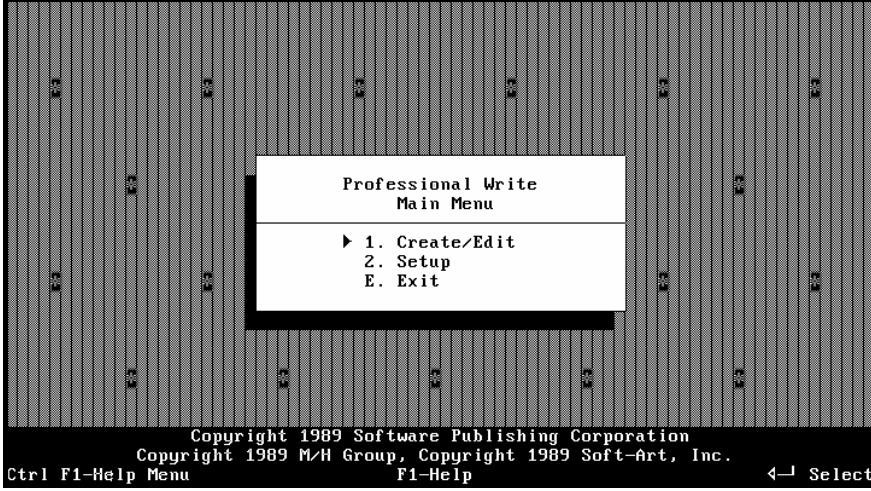 Professional Write
Main Menu
1. Create/Edit
2. Setup
E. Exit
Copyright 1989 Software Publishing Corporation
Copyright 1989 M/H Group, Copyright 1989 Soft-Art, Inc.
Ctrl F1-Help Menu F1-Help ◄─┘ Select